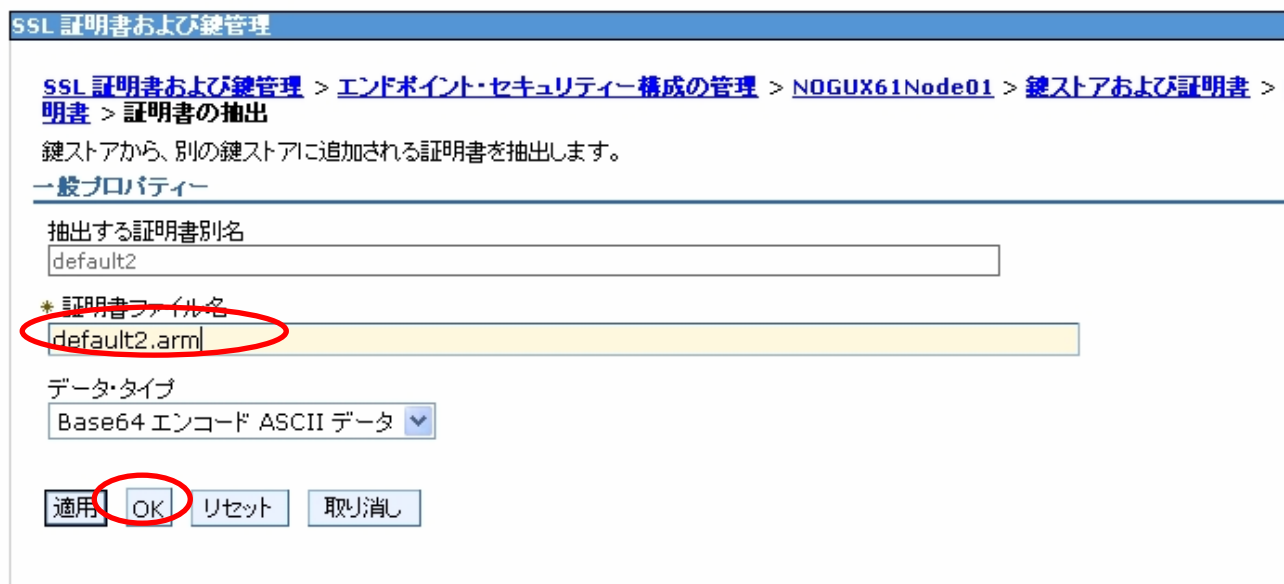 SSL 証明書および鍵管理
SSL 証明書および鍵管理 > エンドポイント・セキュリティー構成の管理 > NOGUX61Node01 > 鍵ストアおよび証明書 >
明書 > 証明書の抽出
鍵ストアから、別の鍵ストアに追加される証明書を抽出します。
一般プロパティー
抽出する証明書別名
default2
* 証明書ファイル名
default2.arm
データ・タイプ
Base64 エンコード ASCII データ
適用 OK リセット 取り消し